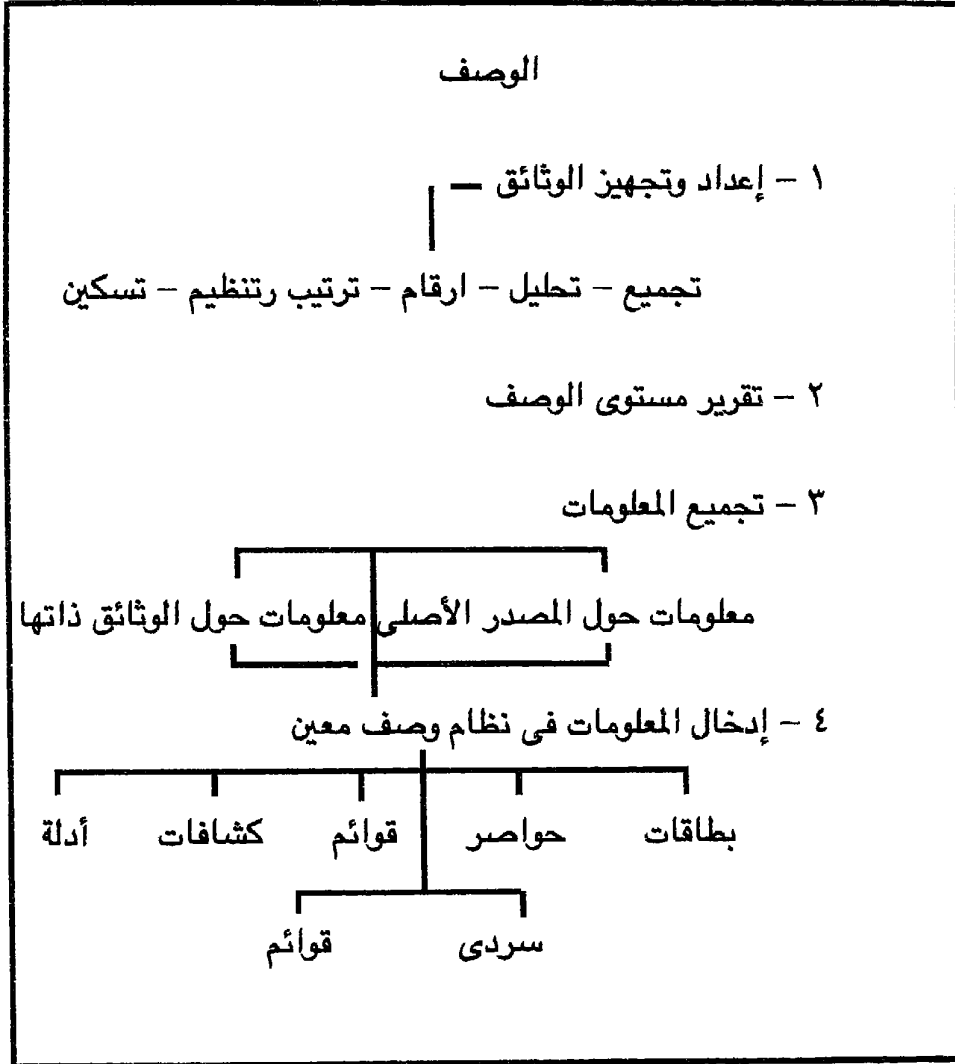 الوصف
١ – إعداد وتجهيز الوثائق –
تجميع – تحليل – ارقام – ترتيب رتنظيم – تسكين
٢ – تقرير مستوى الوصف
٣ – تجميع المعلومات
معلومات حول المصدر الأصلى معلومات حول الوثائق ذاتها
٤ – إدخال المعلومات فى نظام وصف معين
بطاقات حواصر قوائم كشافات أدلة
سردى قوائم